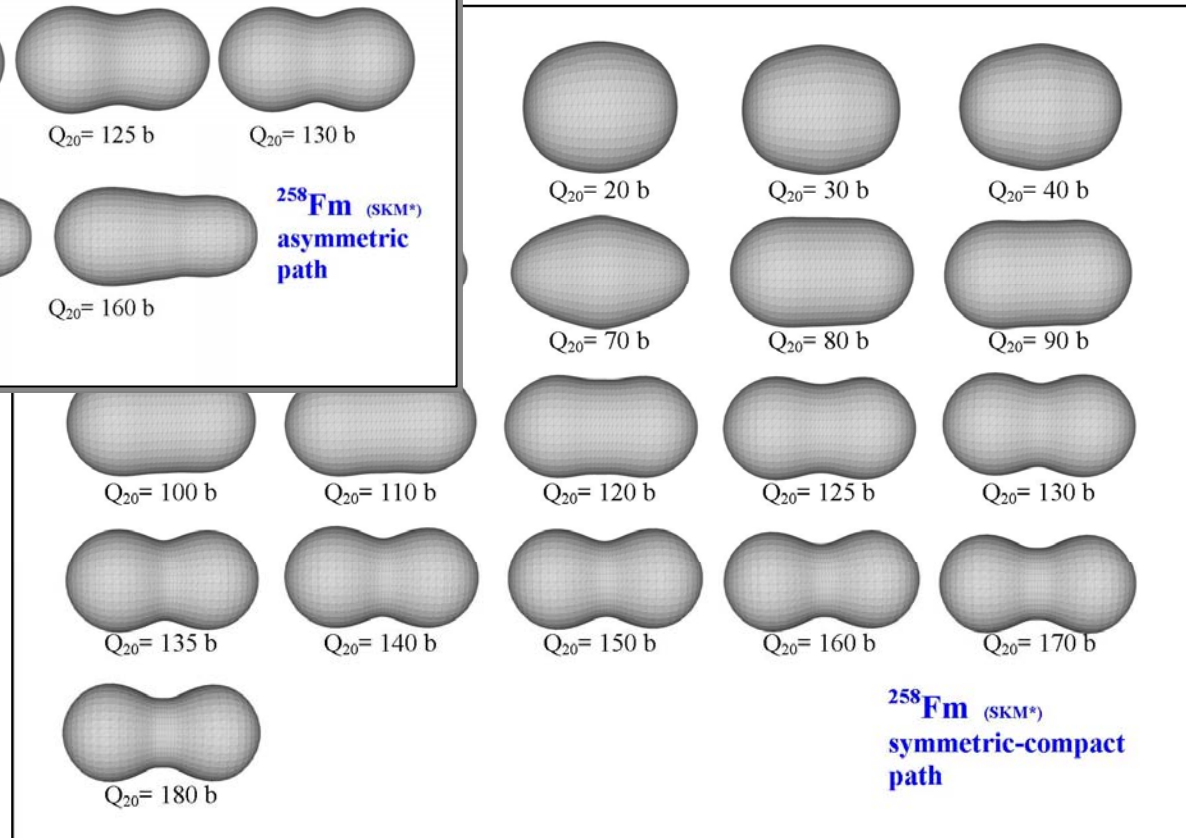 Q20= 125 b
Q20= 130 b
258Fm (SKM*)
asymmetric
path
Q20= 160 b
Q20= 20 b
Q20= 30 b
Q20= 40 b
Q20= 70 b
Q20= 80 b
Q20= 90 b
Q20= 100 b
Q20= 110 b
Q20= 120 b
Q20= 125 b
Q20= 130 b
Q20= 135 b
Q20= 140 b
Q20= 150 b
Q20= 160 b
Q20= 170 b
Q20= 180 b
258Fm (SKM*)
symmetric-compact
path